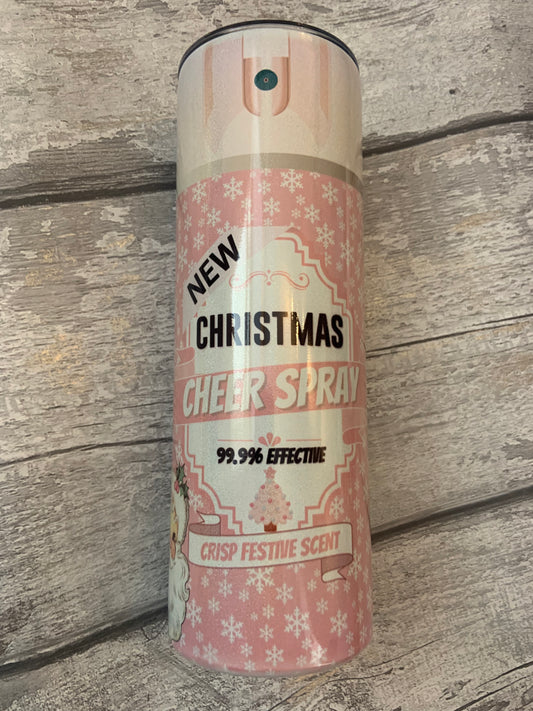 NEW
CHRISTMAS
CHEER SPRAY
99.9% EFFECTIVE
CRISP FESTIVE SCENT